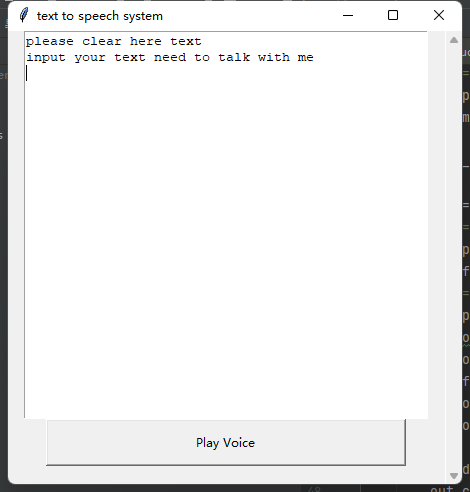 text to speech system
please clear here text
input your text need to talk with me
Play Voice